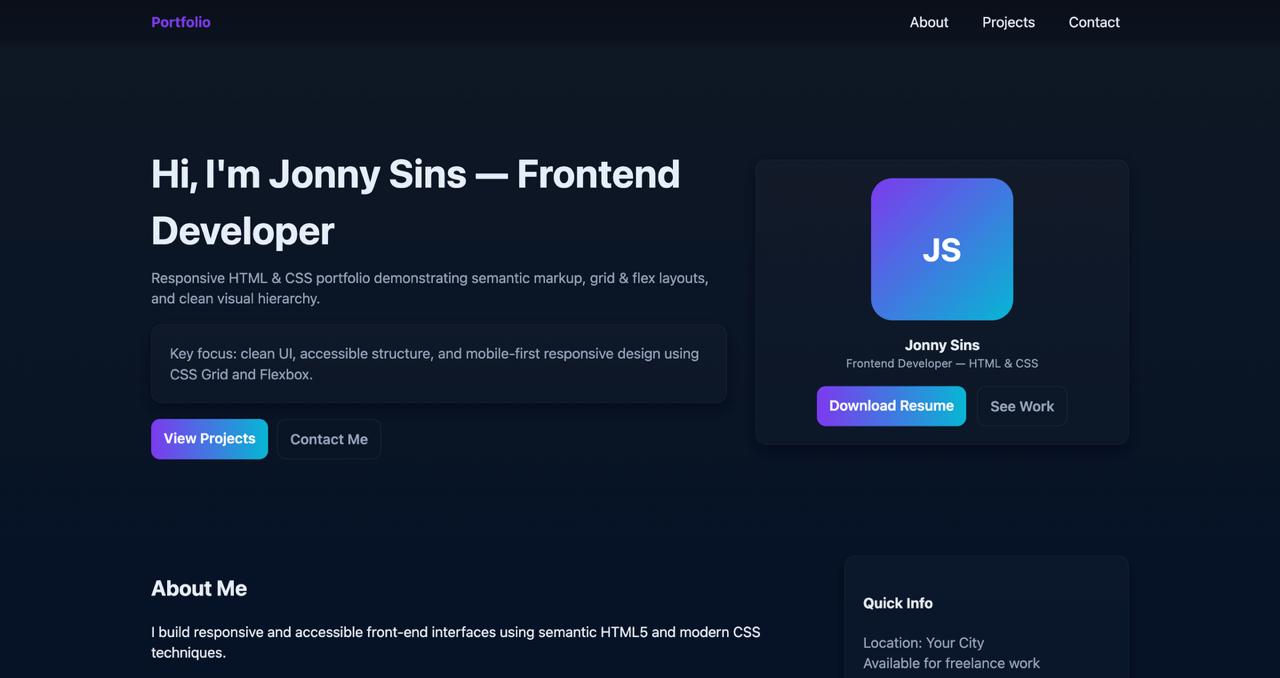 Portfolio
About Projects Contact
Hi, I'm Jonny Sins — Frontend
Developer
Responsive HTML & CSS portfolio demonstrating semantic markup, grid & flex layouts,
and clean visual hierarchy.
Key focus: clean UI, accessible structure, and mobile-first responsive design using
CSS Grid and Flexbox.
View Projects Contact Me
JS
Jonny Sins
Frontend Developer — HTML & CSS
Download Resume See Work
About Me
I build responsive and accessible front-end interfaces using semantic HTML5 and modern CSS
techniques.
Quick Info
Location: Your City
Available for freelance work